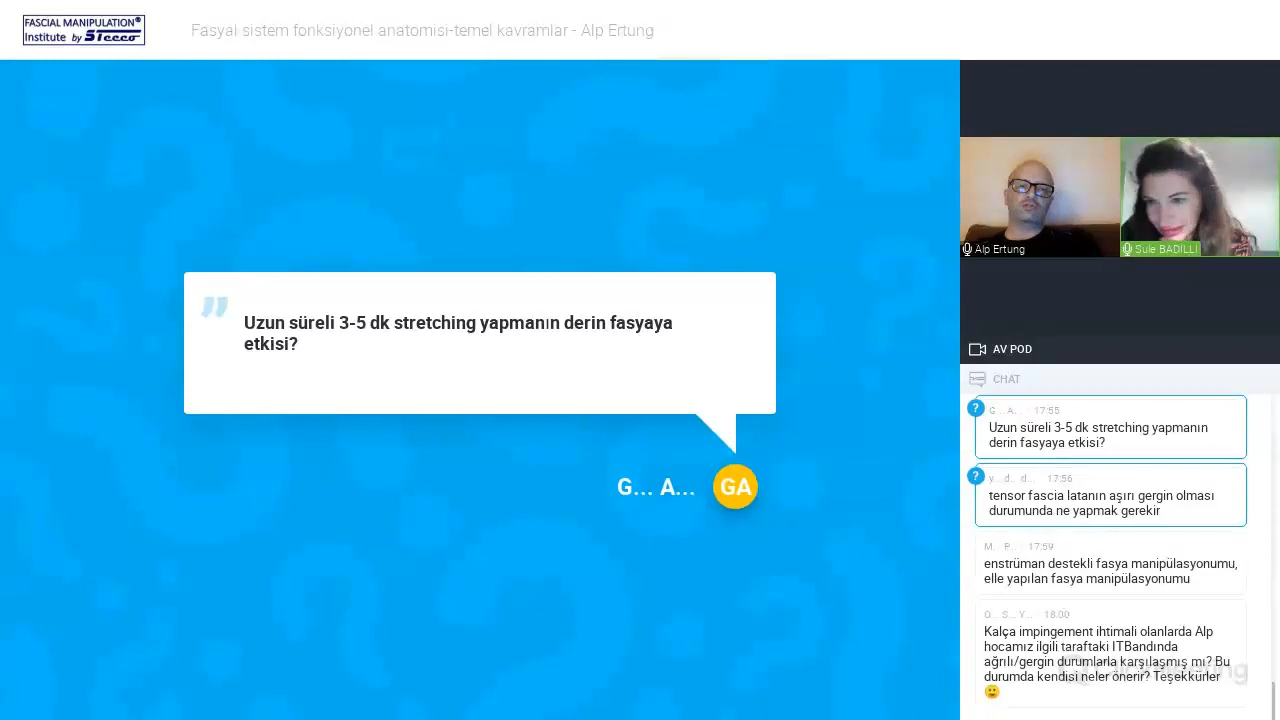 FASCIAL MANIPULATION®
Institute by Stecco
Fasyal sistem fonksiyonel anatomisi-temel kavramlar - Alp Ertung
Uzun süreli 3-5 dk stretching yapmanın derin fasyaya
etkisi?
G... A...
GA
Alp Ertung
Sule BADILLI
AV POD
CHAT
?
G... A... 17:55
Uzun süreli 3-5 dk stretching yapmanın
derin fasyaya etkisi?
?
y... d.. d... 17:56
tensor fascia latanın aşırı gergin olması
durumunda ne yapmak gerekir
M... P... 17:59
enstrüman destekli fasya manipülasyonumu,
elle yapılan fasya manipülasyonumu
O... S... Y... 18:00
Kalça impingement ihtimali olanlarda Alp
hocamız ilgili taraftaki ITBandında
ağrılı/gergin durumlarla karşılaşmış mı? Bu
durumda kendisi neler önerir? Teşekkürler